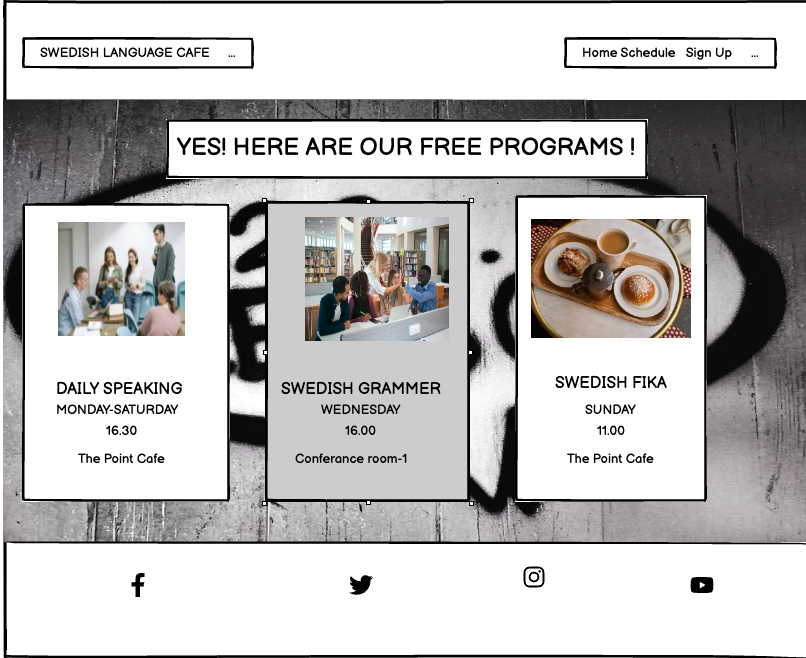 SWEDISH LANGUAGE CAFE ...
Home Schedule Sign Up ...
YES! HERE ARE OUR FREE PROGRAMS !
DAILY SPEAKING
MONDAY-SATURDAY
16.30
The Point Cafe
SWEDISH GRAMMER
WEDNESDAY
16.00
Conferance room-1
SWEDISH FIKA
SUNDAY
11.00
The Point Cafe